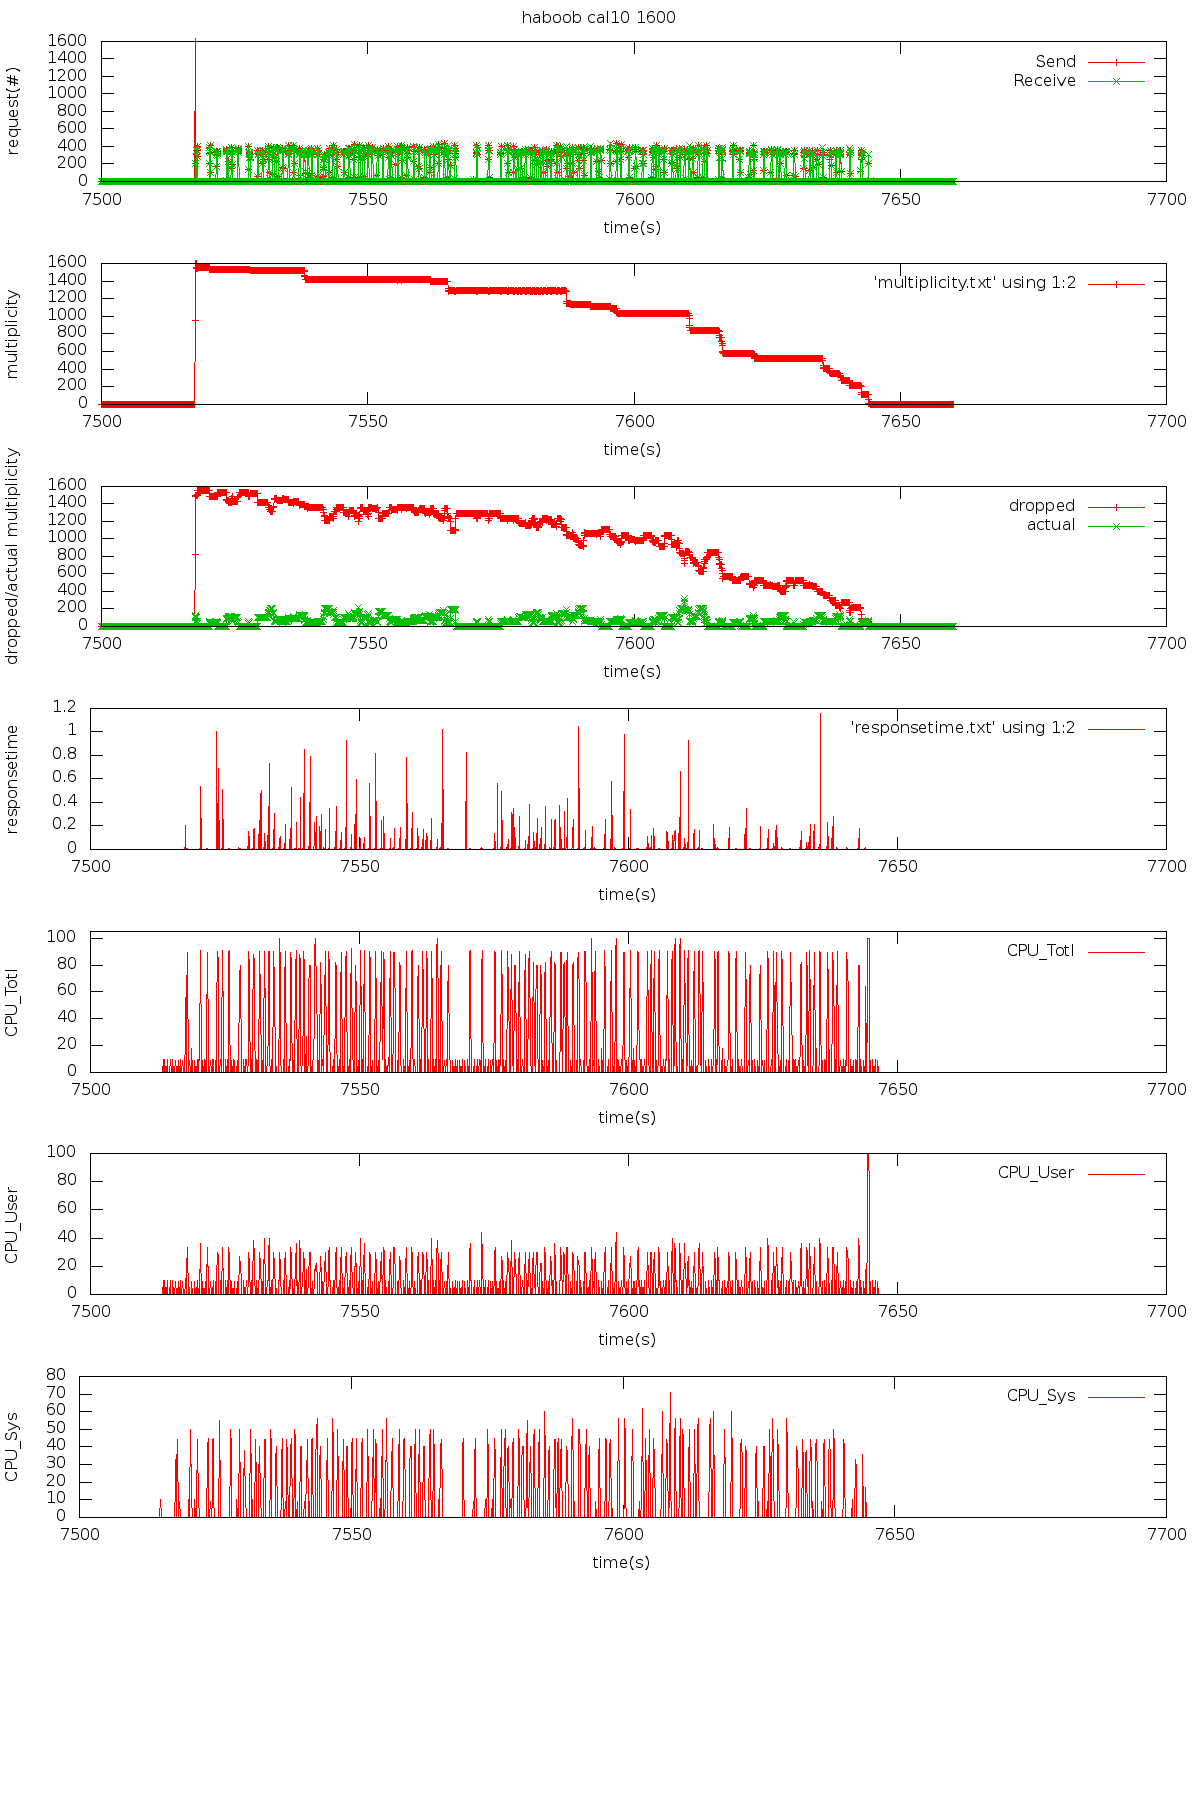 haboob cal10 1600
request(#)
1600
1400
1200
1000
800
600
400
200
0
Send
Receive
7500 7550 7600 7650 7700
time(s)
multiplicity
1600
1400
1200
1000
800
600
400
200
0
'multiplicity.txt' using 1:2
7500 7550 7600 7650 7700
time(s)
dropped/actual multiplicity
1600
1400
1200
1000
800
600
400
200
0
dropped
actual
7500 7550 7600 7650 7700
time(s)
responsetime
1.2
1
0.8
0.6
0.4
0.2
0
'responsetime.txt' using 1:2
7500 7550 7600 7650 7700
time(s)
CPU_Totl
100
80
60
40
20
0
CPU_Totl
7500 7550 7600 7650 7700
time(s)
CPU_User
100
80
60
40
20
0
CPU_User
7500 7550 7600 7650 7700
time(s)
CPU_Sys
80
70
60
50
40
30
20
10
0
CPU_Sys
7500 7550 7600 7650 7700
time(s)